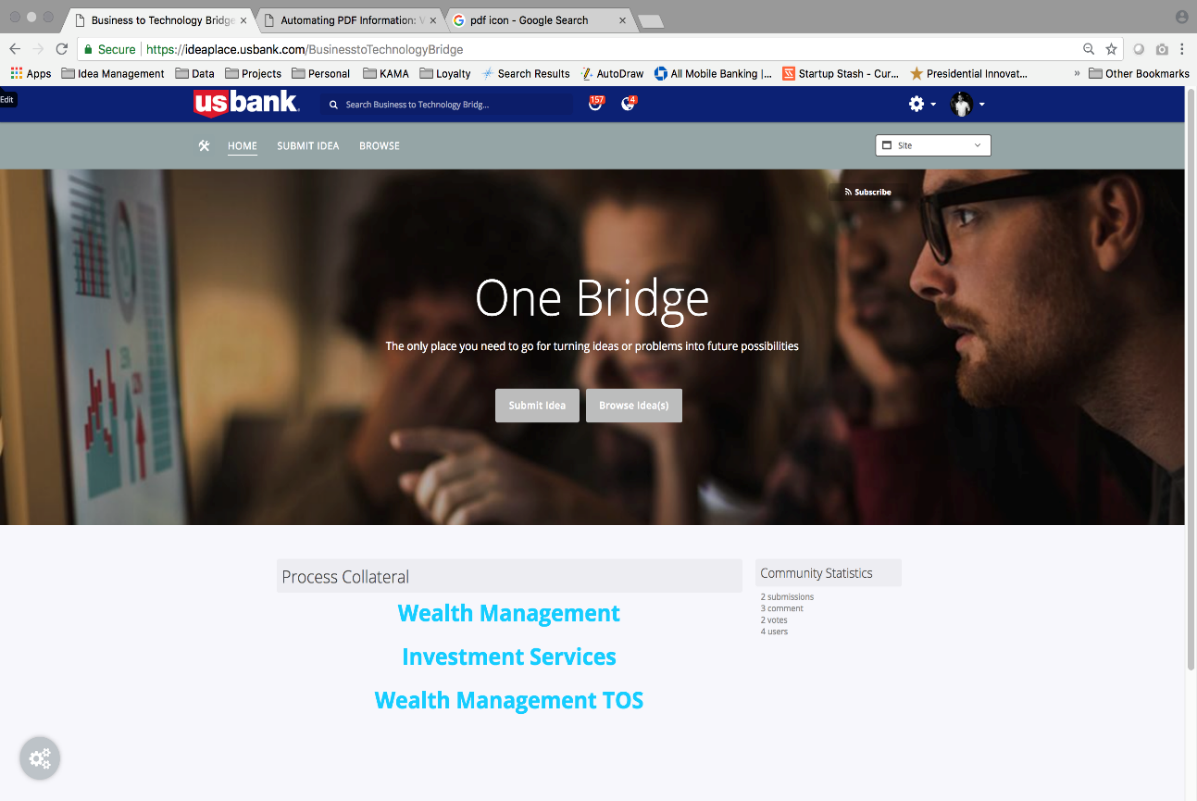 Business to Technology Bridge
Automating PDF Information: V
pdf icon - Google Search
Secure
https://ideaplace.usbank.com/BusinesstoTechnologyBridge
Apps
Idea Management
Data
Projects
Personal
KAMA
Loyalty
Search Results
AutoDraw
All Mobile Banking |...
Startup Stash - Cur...
Presidential Innovat...
»
Other Bookmarks
Edit
usbank
Search Business to Technology Bridg...
157
4
HOME
SUBMIT IDEA
BROWSE
Site
Subscribe
One Bridge
The only place you need to go for turning ideas or problems into future possibilities
Submit Idea
Browse Idea(s)
Process Collateral
Wealth Management
Investment Services
Wealth Management TOS
Community Statistics
2 submissions
3 comment
2 votes
4 users